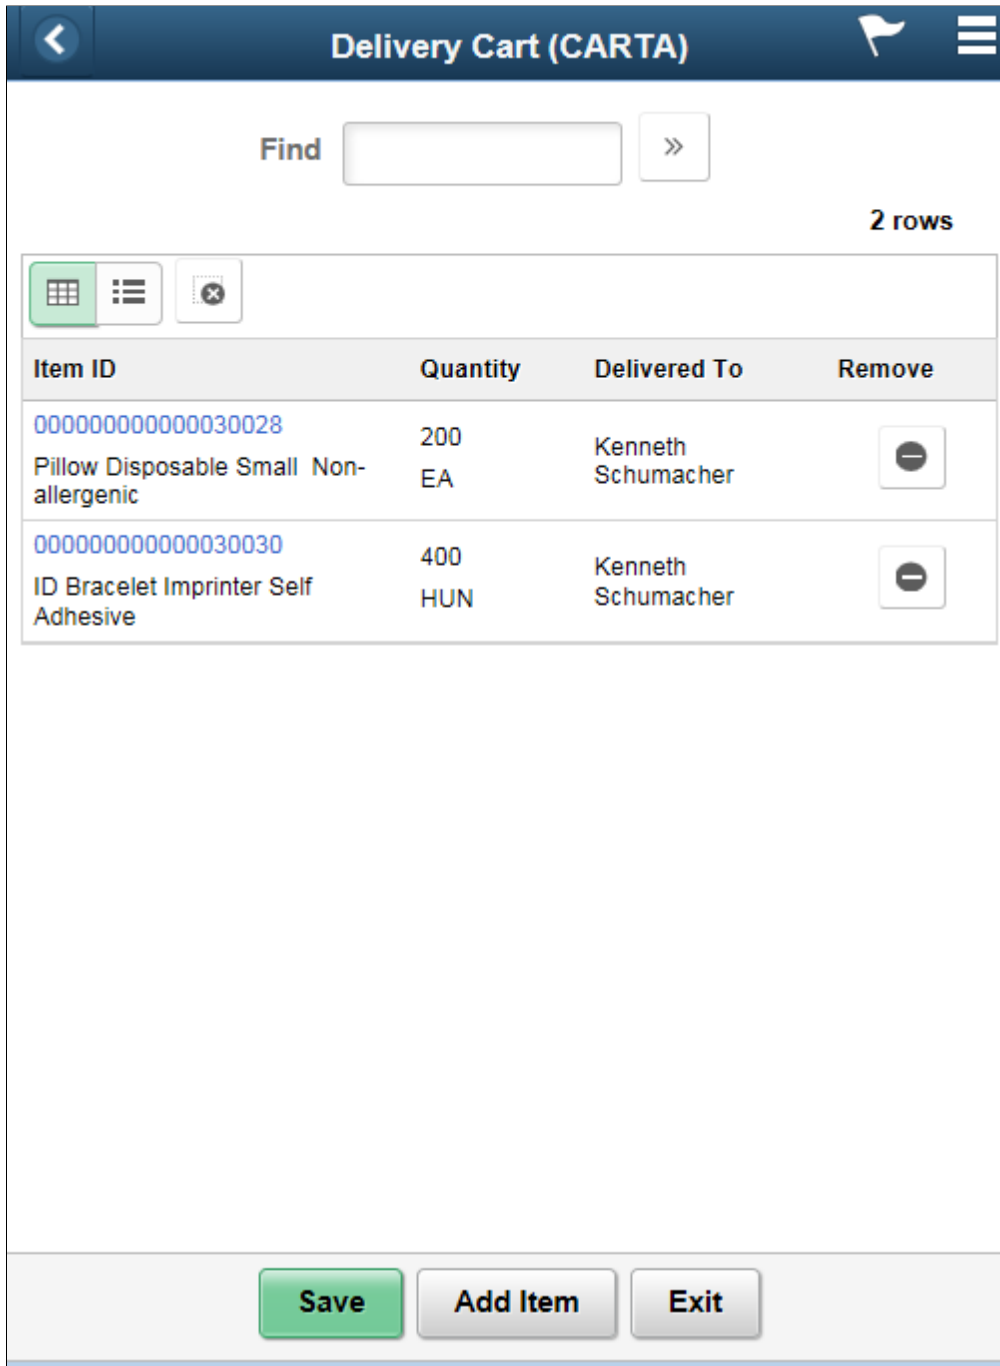 Delivery Cart (CARTA)
Find
»
2 rows
Item ID Quantity Delivered To Remove
000000000000030028
Pillow Disposable Small  Non-
allergenic
200
EA
Kenneth
Schumacher
000000000000030030
ID Bracelet Imprinter Self
Adhesive
400
HUN
Kenneth
Schumacher
Save Add Item Exit